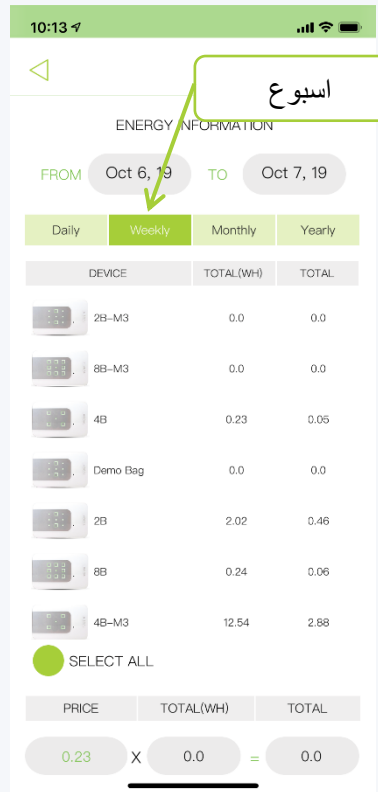 10:13
اسبوع
ENERGY INFORMATION
FROM Oct 6, 19 TO Oct 7, 19
Daily Weekly Monthly Yearly
DEVICE TOTAL(WH) TOTAL
2B-M3 0.0 0.0
8B-M3 0.0 0.0
4B 0.23 0.05
Demo Bag 0.0 0.0
2B 2.02 0.46
8B 0.24 0.06
4B-M3 12.54 2.88
SELECT ALL
PRICE TOTAL(WH) TOTAL
0.23 X 0.0 = 0.0